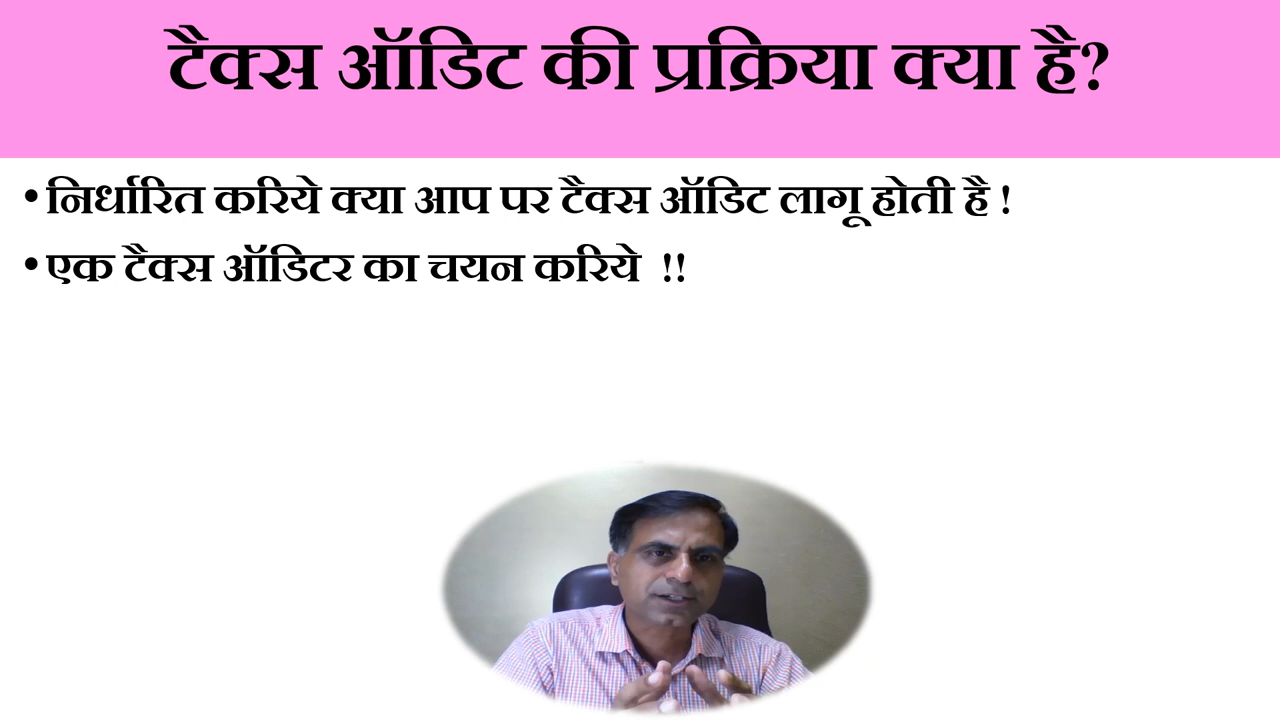 टैक्स ऑडिट की प्रक्रिया क्या है?
• निर्धारित करिये क्या आप पर टैक्स ऑडिट लागू होती है !
• एक टैक्स ऑडिटर का चयन करिये !!